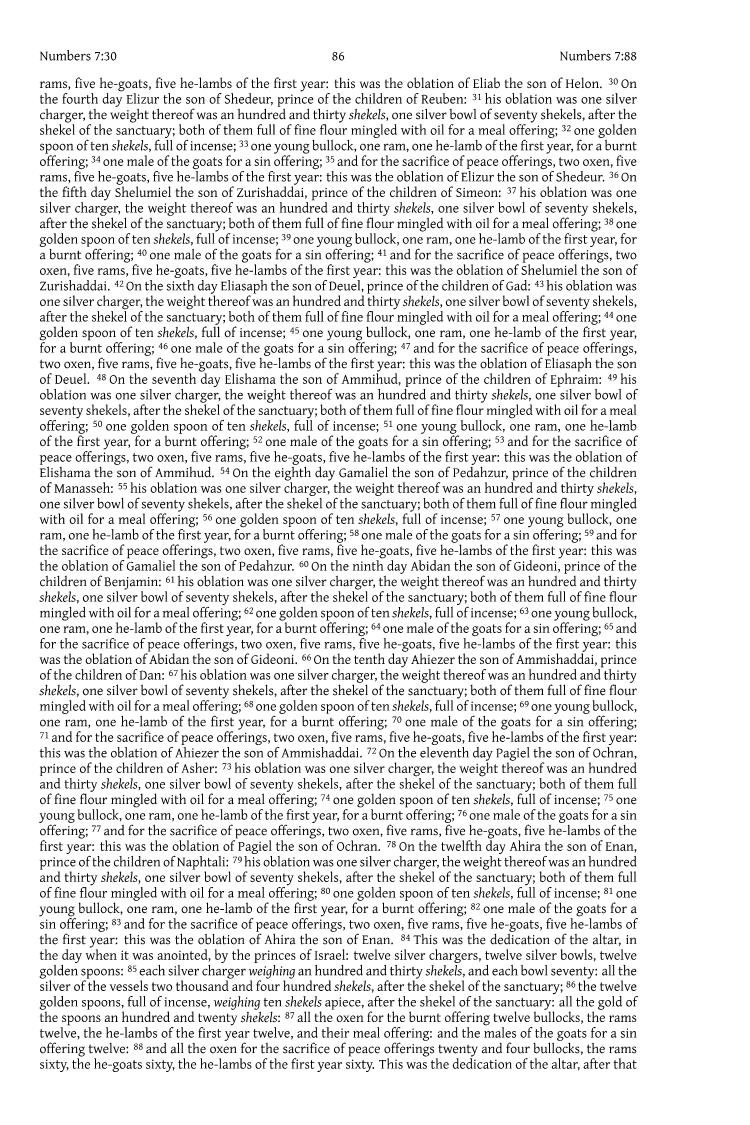 Numbers 7:30 86 Numbers 7:88
rams, five he-goats, five he-lambs of the first year: this was the oblation of Eliab the son of Helon. 30 On
the fourth day Elizur the son of Shedeur, prince of the children of Reuben: 31 his oblation was one silver
charger, the weight thereof was an hundred and thirty shekels, one silver bowl of seventy shekels, after the
shekel of the sanctuary; both of them full of fine flour mingled with oil for a meal offering; 32 one golden
spoon of ten shekels, full of incense; 33 one young bullock, one ram, one he-lamb of the first year, for a burnt
offering; 34 one male of the goats for a sin offering; 35 and for the sacrifice of peace offerings, two oxen, five
rams, five he-goats, five he-lambs of the first year: this was the oblation of Elizur the son of Shedeur. 36 On
the fifth day Shelumiel the son of Zurishaddai, prince of the children of Simeon: 37 his oblation was one
silver charger, the weight thereof was an hundred and thirty shekels, one silver bowl of seventy shekels,
after the shekel of the sanctuary; both of them full of fine flour mingled with oil for a meal offering; 38 one
golden spoon of ten shekels, full of incense; 39 one young bullock, one ram, one he-lamb of the first year, for
a burnt offering; 40 one male of the goats for a sin offering; 41 and for the sacrifice of peace offerings, two
oxen, five rams, five he-goats, five he-lambs of the first year: this was the oblation of Shelumiel the son of
Zurishaddai. 42 On the sixth day Eliasaph the son of Deuel, prince of the children of Gad: 43 his oblation was
one silver charger, the weight thereof was an hundred and thirty shekels, one silver bowl of seventy shekels,
after the shekel of the sanctuary; both of them full of fine flour mingled with oil for a meal offering; 44 one
golden spoon of ten shekels, full of incense; 45 one young bullock, one ram, one he-lamb of the first year,
for a burnt offering; 46 one male of the goats for a sin offering; 47 and for the sacrifice of peace offerings,
two oxen, five rams, five he-goats, five he-lambs of the first year: this was the oblation of Eliasaph the son
of Deuel. 48 On the seventh day Elishama the son of Ammihud, prince of the children of Ephraim: 49 his
oblation was one silver charger, the weight thereof was an hundred and thirty shekels, one silver bowl of
seventy shekels, after the shekel of the sanctuary; both of them full of fine flour mingled with oil for a meal
offering; 50 one golden spoon of ten shekels, full of incense; 51 one young bullock, one ram, one he-lamb
of the first year, for a burnt offering; 52 one male of the goats for a sin offering; 53 and for the sacrifice of
peace offerings, two oxen, five rams, five he-goats, five he-lambs of the first year: this was the oblation of
Elishama the son of Ammihud. 54 On the eighth day Gamaliel the son of Pedahzur, prince of the children
of Manasseh: 55 his oblation was one silver charger, the weight thereof was an hundred and thirty shekels,
one silver bowl of seventy shekels, after the shekel of the sanctuary; both of them full of fine flour mingled
with oil for a meal offering; 56 one golden spoon of ten shekels, full of incense; 57 one young bullock, one
ram, one he-lamb of the first year, for a burnt offering; 58 one male of the goats for a sin offering; 59 and for
the sacrifice of peace offerings, two oxen, five rams, five he-goats, five he-lambs of the first year: this was
the oblation of Gamaliel the son of Pedahzur. 60 On the ninth day Abidan the son of Gideoni, prince of the
children of Benjamin: 61 his oblation was one silver charger, the weight thereof was an hundred and thirty
shekels, one silver bowl of seventy shekels, after the shekel of the sanctuary; both of them full of fine flour
mingled with oil for a meal offering; 62 one golden spoon of ten shekels, full of incense; 63 one young bullock,
one ram, one he-lamb of the first year, for a burnt offering; 64 one male of the goats for a sin offering; 65 and
for the sacrifice of peace offerings, two oxen, five rams, five he-goats, five he-lambs of the first year: this
was the oblation of Abidan the son of Gideoni. 66 On the tenth day Ahiezer the son of Ammishaddai, prince
of the children of Dan: 67 his oblation was one silver charger, the weight thereof was an hundred and thirty
shekels, one silver bowl of seventy shekels, after the shekel of the sanctuary; both of them full of fine flour
mingled with oil for a meal offering; 68 one golden spoon of ten shekels, full of incense; 69 one young bullock,
one ram, one he-lamb of the first year, for a burnt offering; 70 one male of the goats for a sin offering;
71 and for the sacrifice of peace offerings, two oxen, five rams, five he-goats, five he-lambs of the first year:
this was the oblation of Ahiezer the son of Ammishaddai. 72 On the eleventh day Pagiel the son of Ochran,
prince of the children of Asher: 73 his oblation was one silver charger, the weight thereof was an hundred
and thirty shekels, one silver bowl of seventy shekels, after the shekel of the sanctuary; both of them full
of fine flour mingled with oil for a meal offering; 74 one golden spoon of ten shekels, full of incense; 75 one
young bullock, one ram, one he-lamb of the first year, for a burnt offering; 76 one male of the goats for a sin
offering; 77 and for the sacrifice of peace offerings, two oxen, five rams, five he-goats, five he-lambs of the
first year: this was the oblation of Pagiel the son of Ochran. 78 On the twelfth day Ahira the son of Enan,
prince of the children of Naphtali: 79 his oblation was one silver charger, the weight thereof was an hundred
and thirty shekels, one silver bowl of seventy shekels, after the shekel of the sanctuary; both of them full
of fine flour mingled with oil for a meal offering; 80 one golden spoon of ten shekels, full of incense; 81 one
young bullock, one ram, one he-lamb of the first year, for a burnt offering; 82 one male of the goats for a
sin offering; 83 and for the sacrifice of peace offerings, two oxen, five rams, five he-goats, five he-lambs of
the first year: this was the oblation of Ahira the son of Enan. 84 This was the dedication of the altar, in
the day when it was anointed, by the princes of Israel: twelve silver chargers, twelve silver bowls, twelve
golden spoons: 85 each silver charger weighing an hundred and thirty shekels, and each bowl seventy: all the
silver of the vessels two thousand and four hundred shekels, after the shekel of the sanctuary; 86 the twelve
golden spoons, full of incense, weighing ten shekels apiece, after the shekel of the sanctuary: all the gold of
the spoons an hundred and twenty shekels: 87 all the oxen for the burnt offering twelve bullocks, the rams
twelve, the he-lambs of the first year twelve, and their meal offering: and the males of the goats for a sin
offering twelve: 88 and all the oxen for the sacrifice of peace offerings twenty and four bullocks, the rams
sixty, the he-goats sixty, the he-lambs of the first year sixty. This was the dedication of the altar, after that